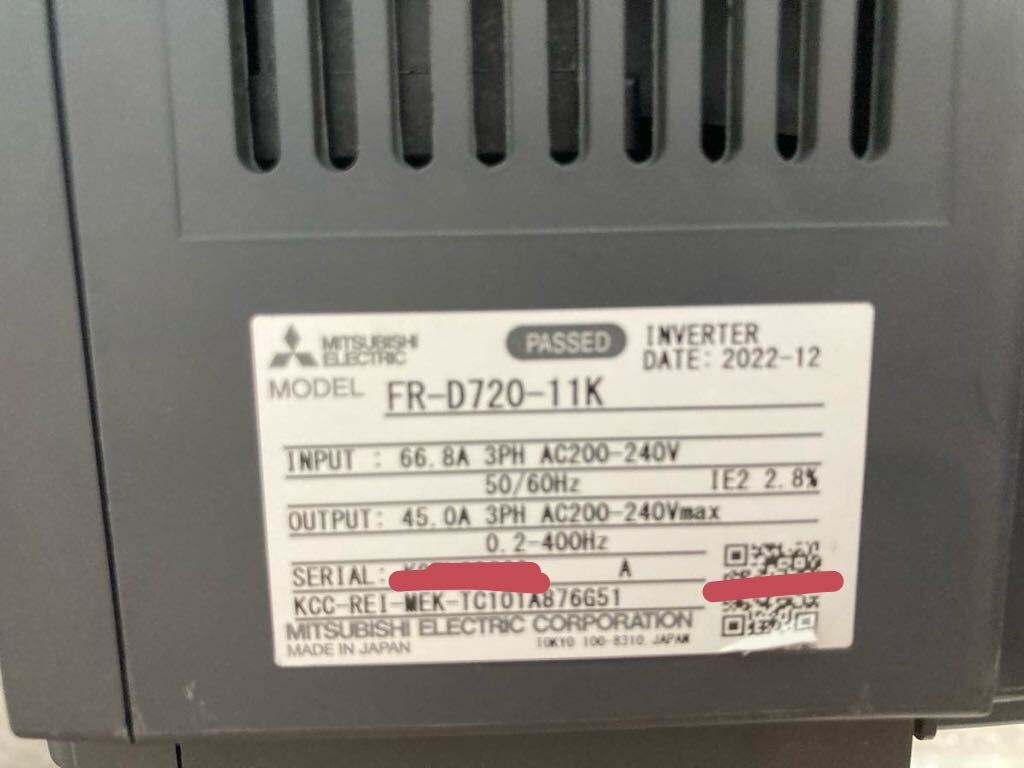 MITSUBISHI ELECTRIC
PASSED
INVERTER
DATE: 2022-12
MODEL FR-D720-11K
INPUT : 66.8A 3PH AC200-240V
50/60Hz IE2 2.8%
OUTPUT: 45.0A 3PH AC200-240Vmax
0.2-400Hz
SERIAL: A
KCC-REI-MEK-TC101A876G51
MITSUBISHI ELECTRIC CORPORATION
MADE IN JAPAN TOKYO 100-8310 JAPAN